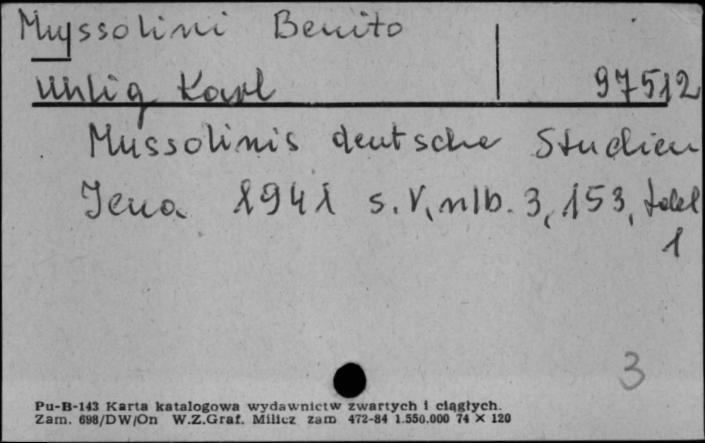 Mussolini Benito
Uhlig Karl 97512
Mussolinis deutsche Studien
Jena 1941 s. V, nlb. 3, 153, tabl
1
3
Pu-B-143 Karta katalogowa wydawnictw zwartych i ciągłych.
Zam. 698/DW/On W.Z.Graf. Milicz zam 472-84 1.550.000 74 × 120